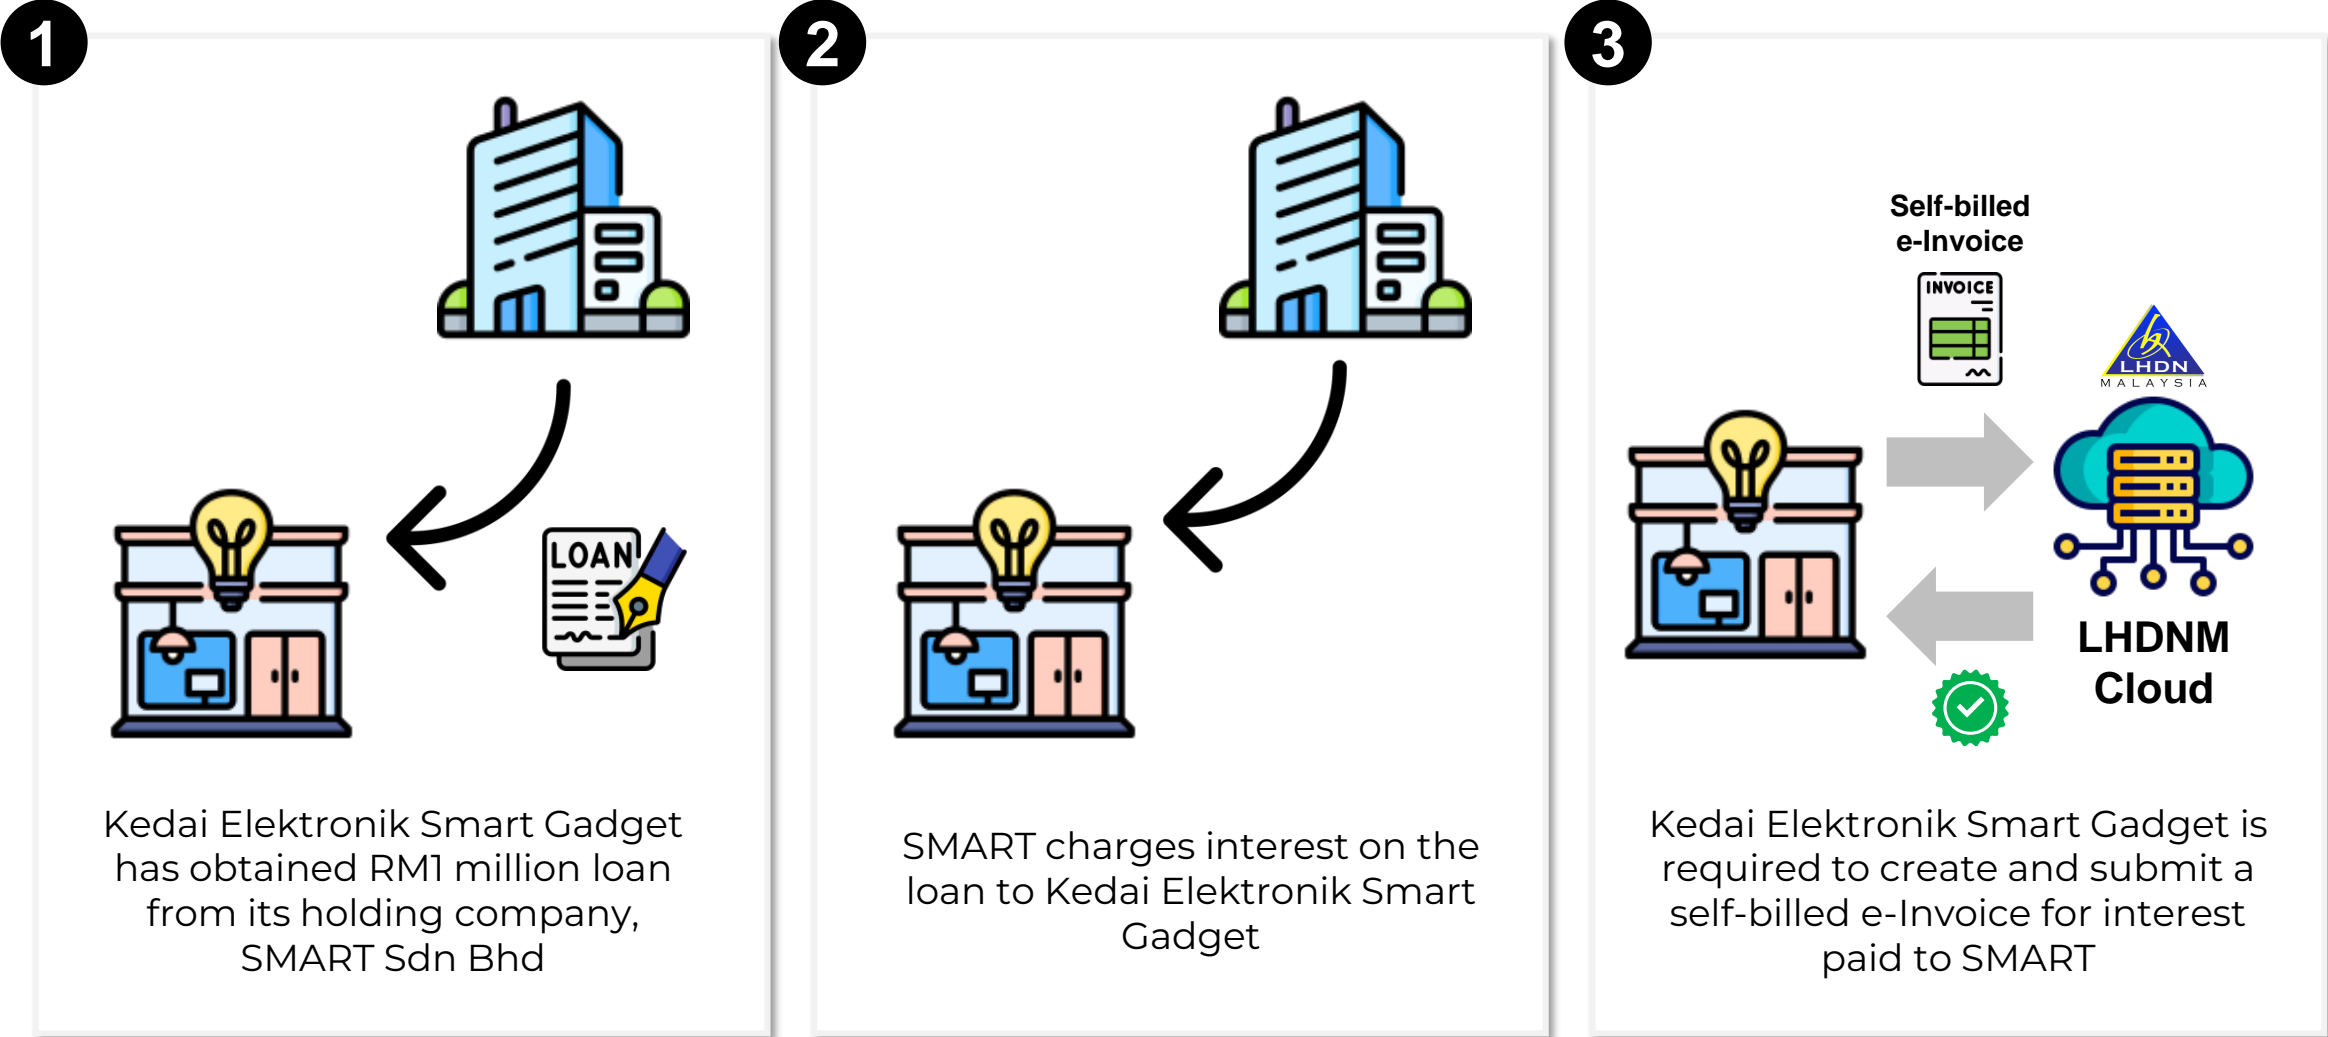 1
Kedai Elektronik Smart Gadget
has obtained RM1 million loan
from its holding company,
SMART Sdn Bhd
LOAN
2
SMART charges interest on the
loan to Kedai Elektronik Smart
Gadget
3
Self-billed
e-Invoice
INVOICE
LHDN
MALAYSIA
LHDNM
Cloud
Kedai Elektronik Smart Gadget is
required to create and submit a
self-billed e-Invoice for interest
paid to SMART